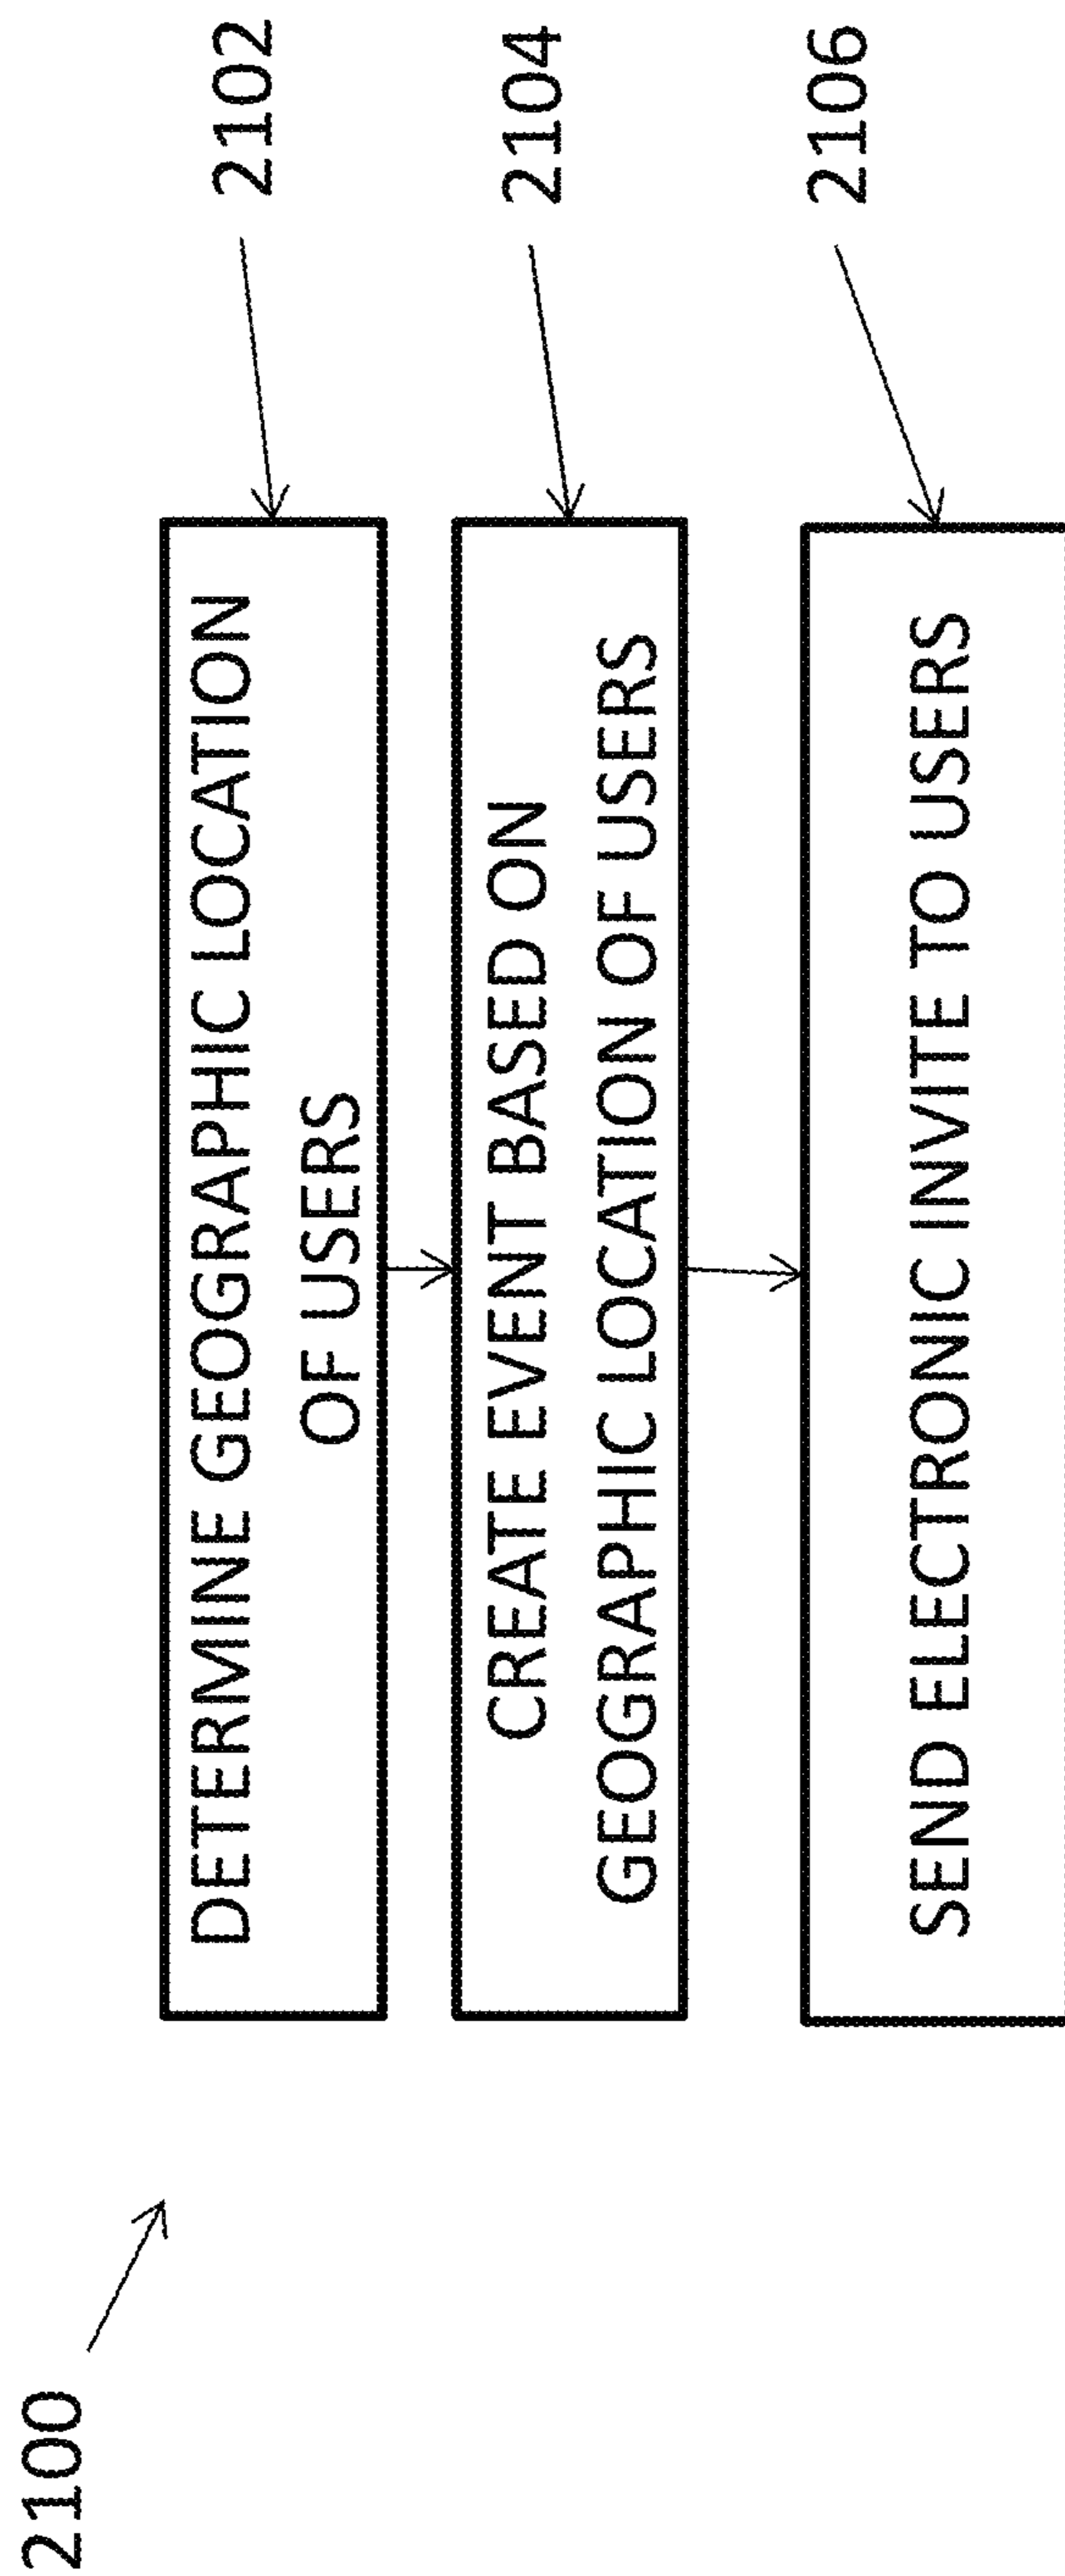 2100
DETERMINE GEOGRAPHIC LOCATION
OF USERS
2102
CREATE EVENT BASED ON
GEOGRAPHIC LOCATION OF USERS
2104
SEND ELECTRONIC INVITE TO USERS
2106